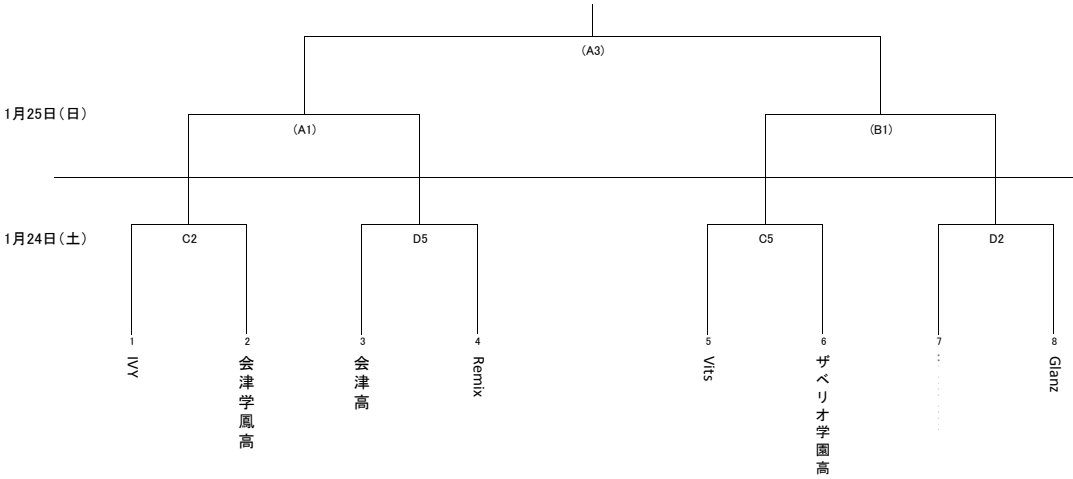 (A3)
1月25日(日)
(A1)
(B1)
1月24日(土)
C2
D5
C5
D2
1
2
3
4
5
6
7
8
IVY
会津学鳳高
会津高
Remix
Vits
ザベリオ学園高
Glanz